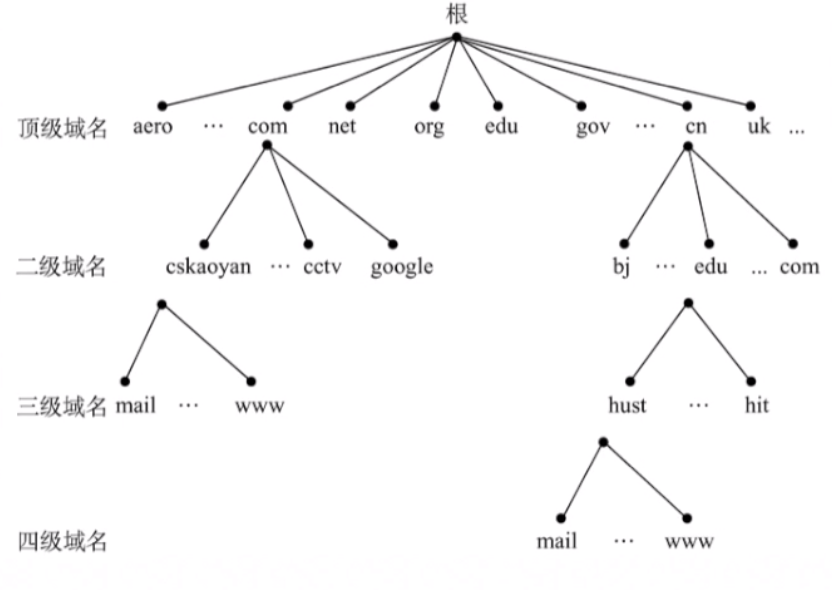 根
顶级域名 aero ··· com net org edu gov ··· cn uk ...
二级域名 cskaoyan ··· cctv google bj ··· edu ... com
三级域名 mail ··· www hust ··· hit
四级域名 mail ··· www